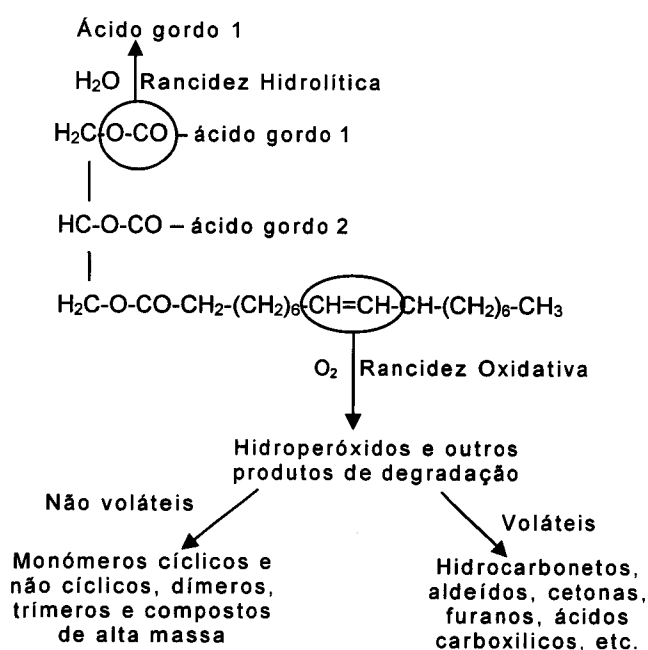 Ácido gordo 1
H₂O Rancidez Hidrolítica
H₂C-O-CO – ácido gordo 1
HC-O-CO – ácido gordo 2
H₂C-O-CO-CH₂-(CH₂)₆-CH=CH-CH-(CH₂)₆-CH₃
O₂ Rancidez Oxidativa
Hidroperóxidos e outros
produtos de degradação
Não voláteis
Voláteis
Monómeros cíclicos e
não cíclicos, dímeros,
trímeros e compostos
de alta massa
Hidrocarbonetos,
aldeídos, cetonas,
furanos, ácidos
carboxilicos, etc.